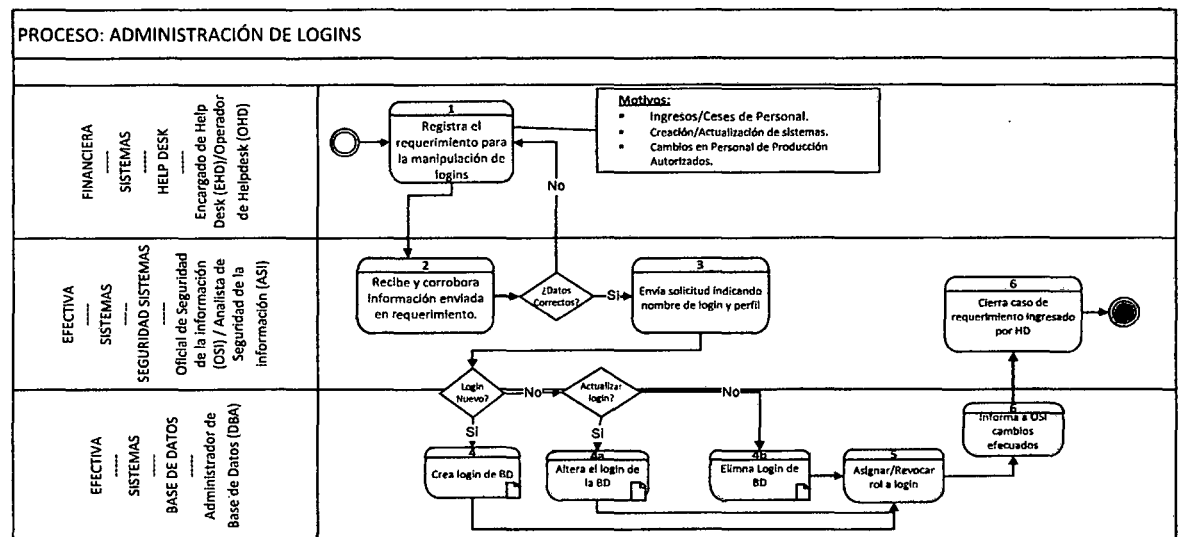 PROCESO: ADMINISTRACIÓN DE LOGINS
FINANCIERA
-----
SISTEMAS
-----
HELP DESK
-----
Encargado de Help
Desk (EHD)/Operador
de Helpdesk (OHD)
1
Registra el
requerimiento para
la manipulación de
logins
Motivos:
• Ingresos/Ceses de Personal.
• Creación/Actualización de sistemas.
• Cambios en Personal de Producción
Autorizados.
No
EFECTIVA
-----
SISTEMAS
-----
SEGURIDAD SISTEMAS
-----
Oficial de Seguridad
de la información
(OSI) / Analista de
Seguridad de la
información (ASI)
2
Recibe y corrobora
información enviada
en requerimiento.
¿Datos
Correctos?
Si
3
Envía solicitud indicando
nombre de login y perfil
6
Cierra caso de
requerimiento ingresado
por HD
EFECTIVA
-----
SISTEMAS
-----
BASE DE DATOS
-----
Administrador de
Base de Datos (DBA)
Login
Nuevo?
No
Actualizar
login?
No
Si
Si
4
Crea login de BD
4a
Altera el login de
la BD
4b
Elimna Login de
BD
5
Asignar/Revocar
rol a login
6
Informa a OSI
cambios
efecuados